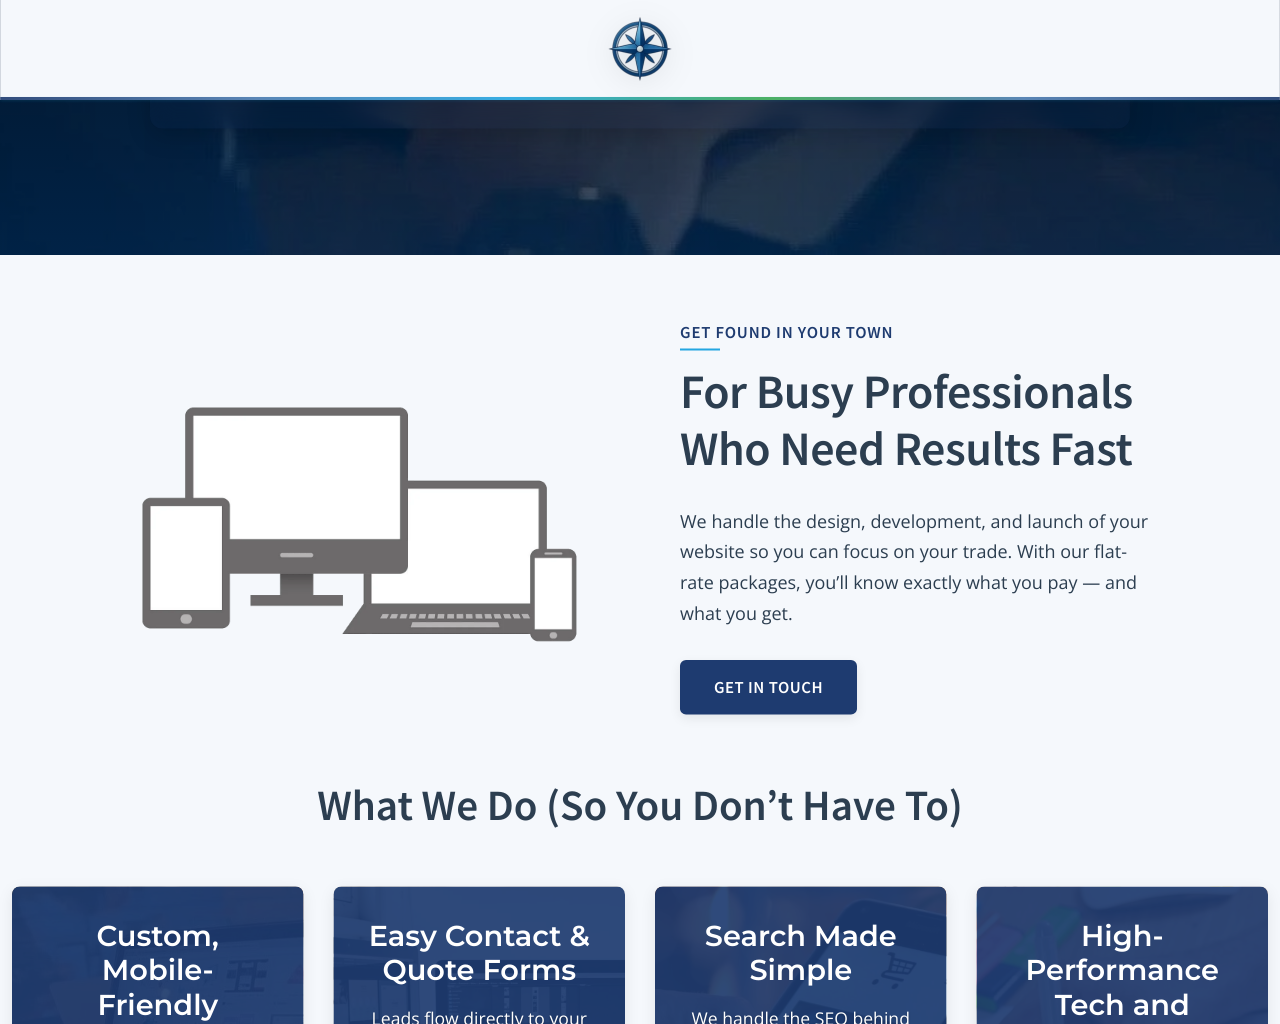 GET FOUND IN YOUR TOWN
For Busy Professionals
Who Need Results Fast
We handle the design, development, and launch of your
website so you can focus on your trade. With our flat-
rate packages, you’ll know exactly what you pay — and
what you get.
GET IN TOUCH
What We Do (So You Don’t Have To)
Custom,
Mobile-
Friendly
Easy Contact &
Quote Forms
Leads flow directly to your
Search Made
Simple
We handle the SEO behind
High-
Performance
Tech and